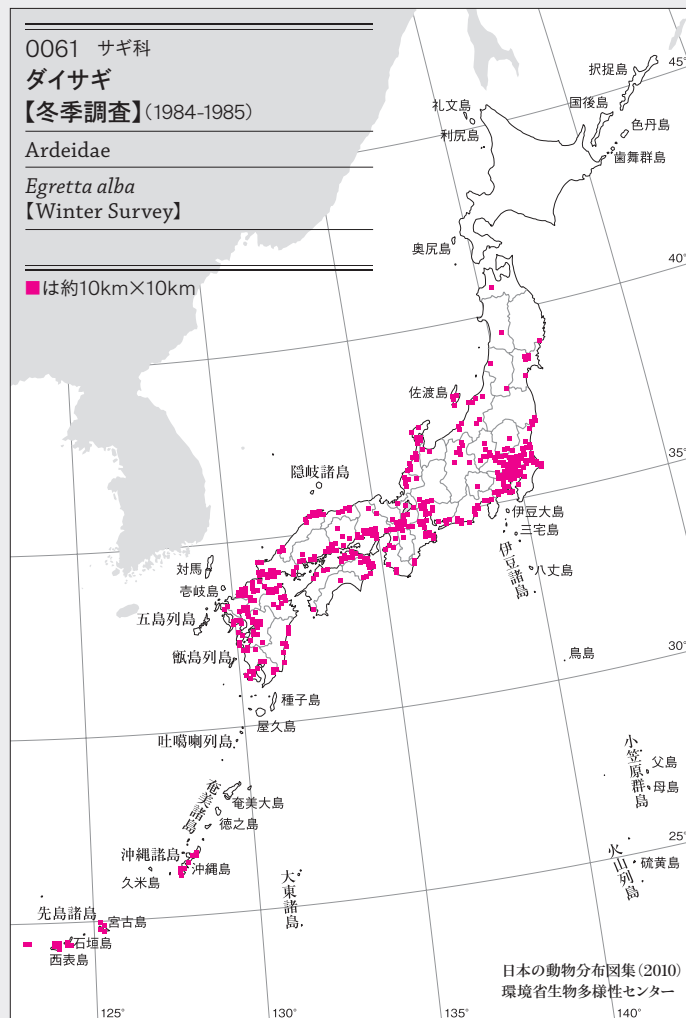 0061 サギ科
ダイサギ
【冬季調査】(1984-1985)
Ardeidae
Egretta alba
【Winter Survey】
■は約10km×10km
択捉島
45°
礼文島
国後島
利尻島
色丹島
歯舞群島
奥尻島
40°
佐渡島
35°
隠岐諸島
伊豆大島
三宅島
伊豆諸島
八丈島
対馬
壱岐島
五島列島
甑島列島
鳥島
30°
種子島
屋久島
吐噶喇列島
小笠原群島
父島
母島
奄美諸島
奄美大島
徳之島
25°
沖縄諸島
沖縄島
久米島
大東諸島
火山列島
硫黄島
先島諸島
宮古島
石垣島
西表島
日本の動物分布図集(2010)
環境省生物多様性センター
125°
130°
135°
140°